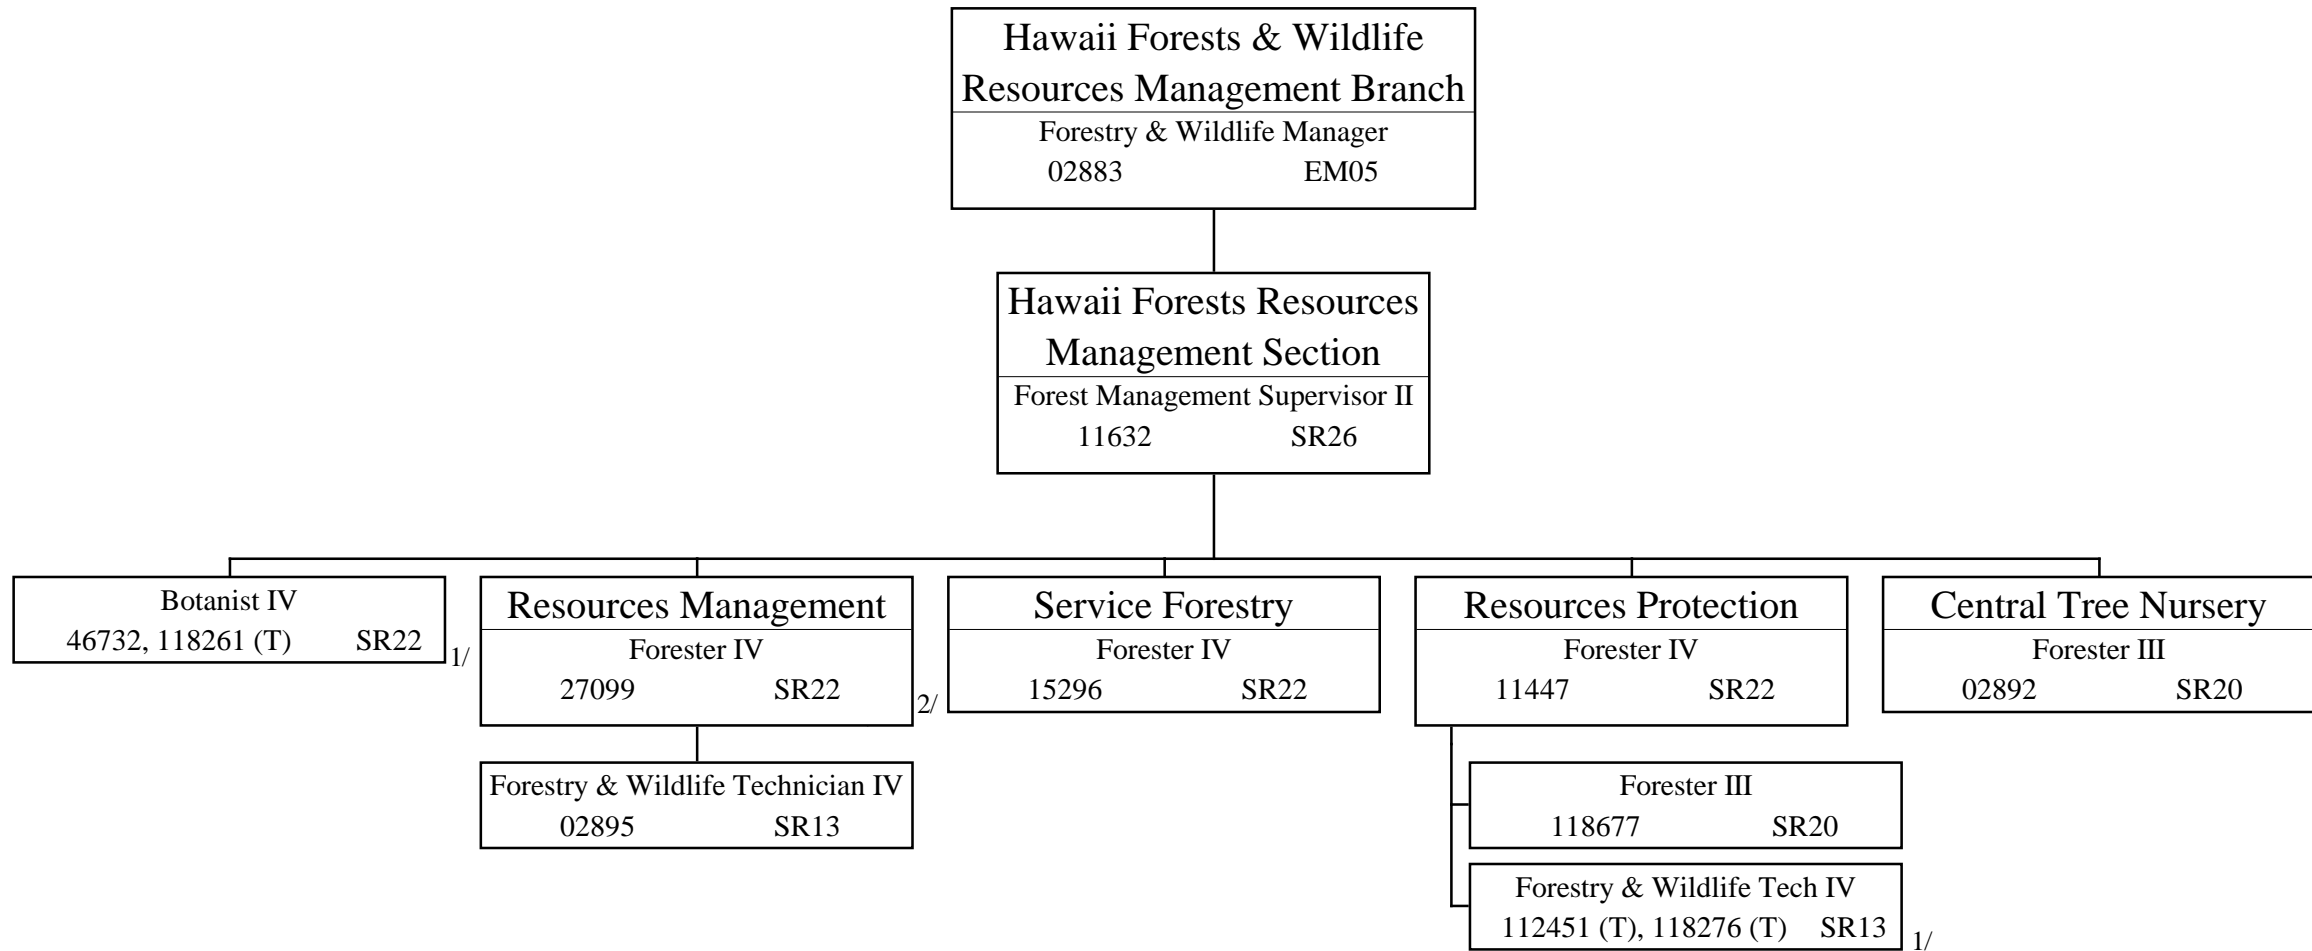 Hawaii Forests & Wildlife
Resources Management Branch
Forestry & Wildlife Manager
02883 EM05
Hawaii Forests Resources
Management Section
Forest Management Supervisor II
11632 SR26
Botanist IV
46732, 118261 (T) SR22
1/
Resources Management
Forester IV
27099 SR22
2/
Forestry & Wildlife Technician IV
02895 SR13
Service Forestry
Forester IV
15296 SR22
Resources Protection
Forester IV
11447 SR22
Forester III
118677 SR20
Forestry & Wildlife Tech IV
112451 (T), 118276 (T) SR13
1/
Central Tree Nursery
Forester III
02892 SR20